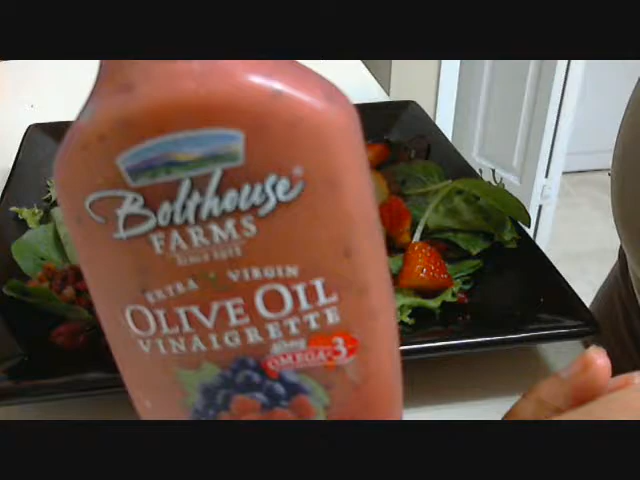 Bolthouse
FARMS
EXTRA VIRGIN
OLIVE OIL
VINAIGRETTE
OMEGA-3